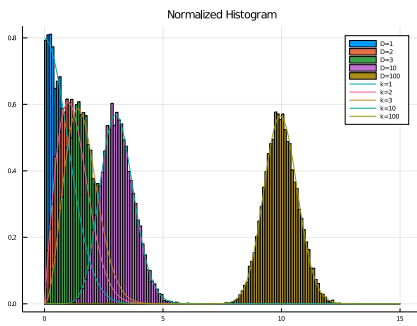 Normalized Histogram
0.8
0.6
0.4
0.2
0.0
0
5
10
15
D=1
D=2
D=3
D=10
D=100
k=1
k=2
k=3
k=10
k=100